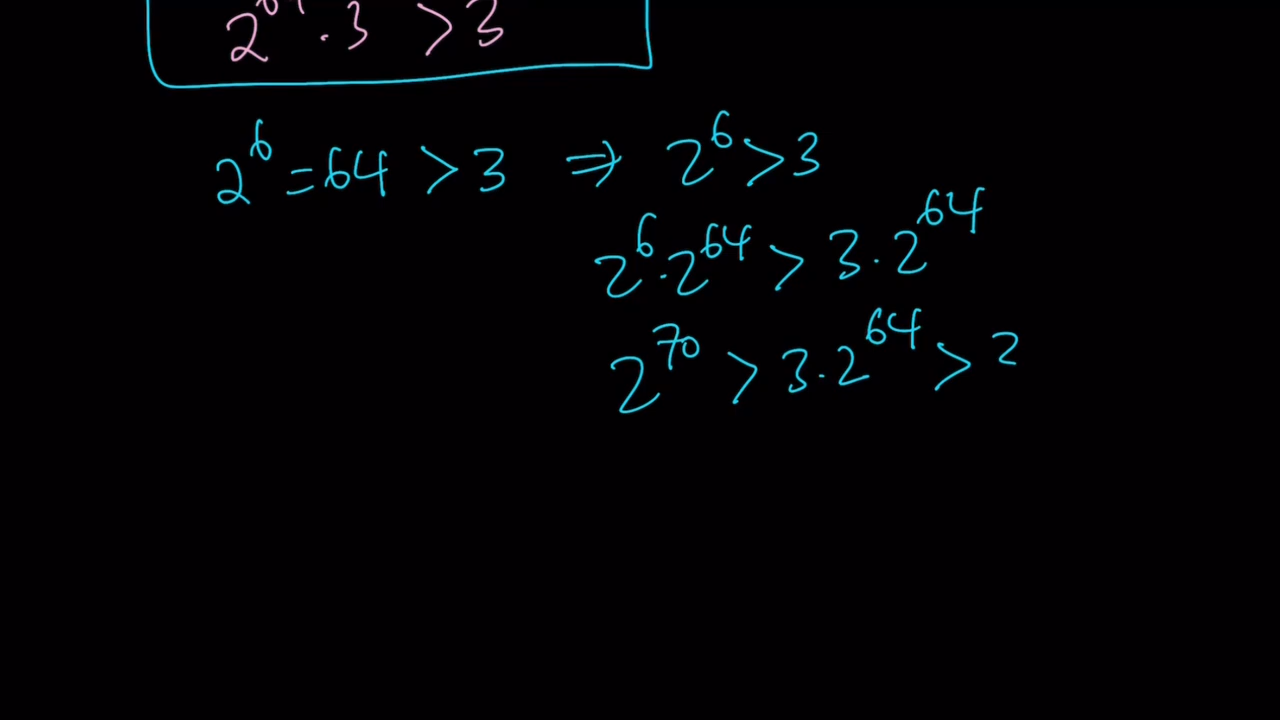 2^64 · 3 > 3
2^6 = 64 > 3 ⇒ 2^6 > 3
2^6 · 2^64 > 3 · 2^64
2^70 > 3 · 2^64 > 2